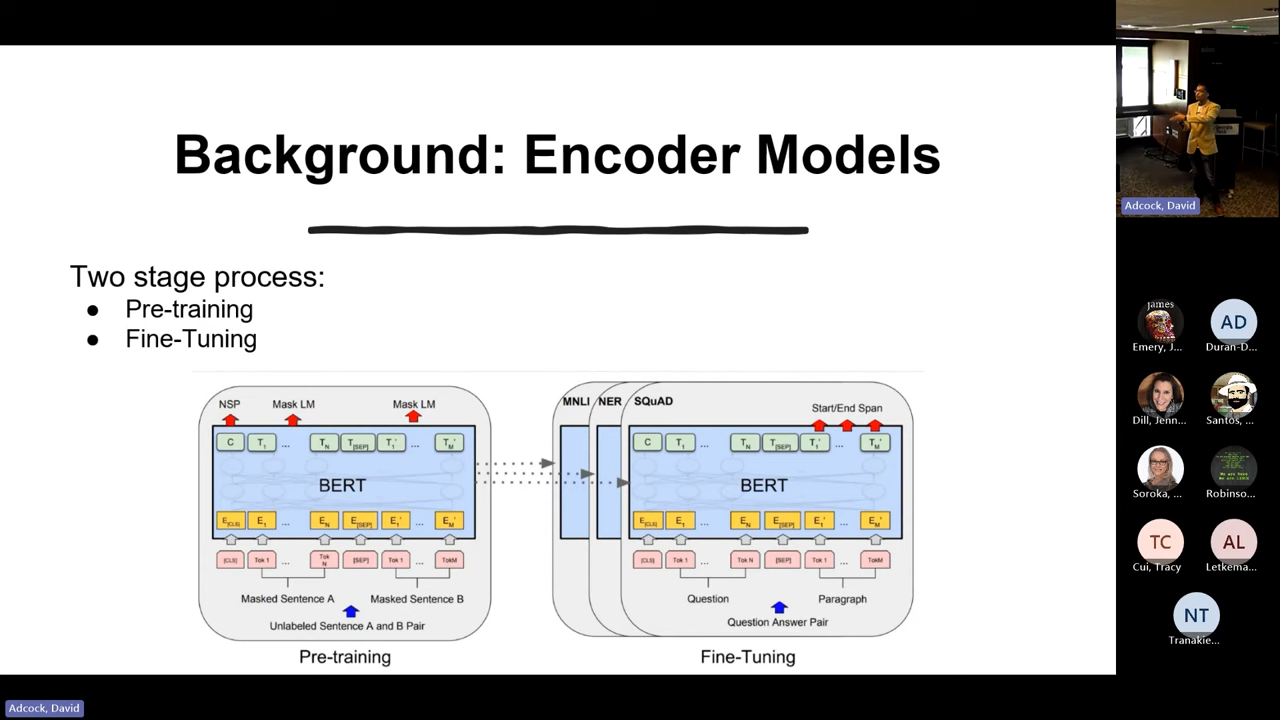 Background: Encoder Models
Two stage process:
● Pre-training
● Fine-Tuning
NSP Mask LM Mask LM
C T1 ... TN T[SEP] T1' ... TM'
BERT
E[CLS] E1 ... EN E[SEP] E1' ... EM'
[CLS] Tok 1 ... Tok N [SEP] Tok 1 ... TokM
Masked Sentence A Masked Sentence B
Unlabeled Sentence A and B Pair
Pre-training
MNLI NER SQuAD
Start/End Span
C T1 ... TN T[SEP] T1' ... TM'
BERT
E[CLS] E1 ... EN E[SEP] E1' ... EM'
[CLS] Tok 1 ... Tok N [SEP] Tok 1 ... TokM
Question Paragraph
Question Answer Pair
Fine-Tuning
Adcock, David
james
AD
Emery, J... Duran-D...
Dill, Jenn... Santos, ...
Soroka, ... Robinso...
TC AL
Cui, Tracy Letkema...
NT
Tranakie...
Adcock, David